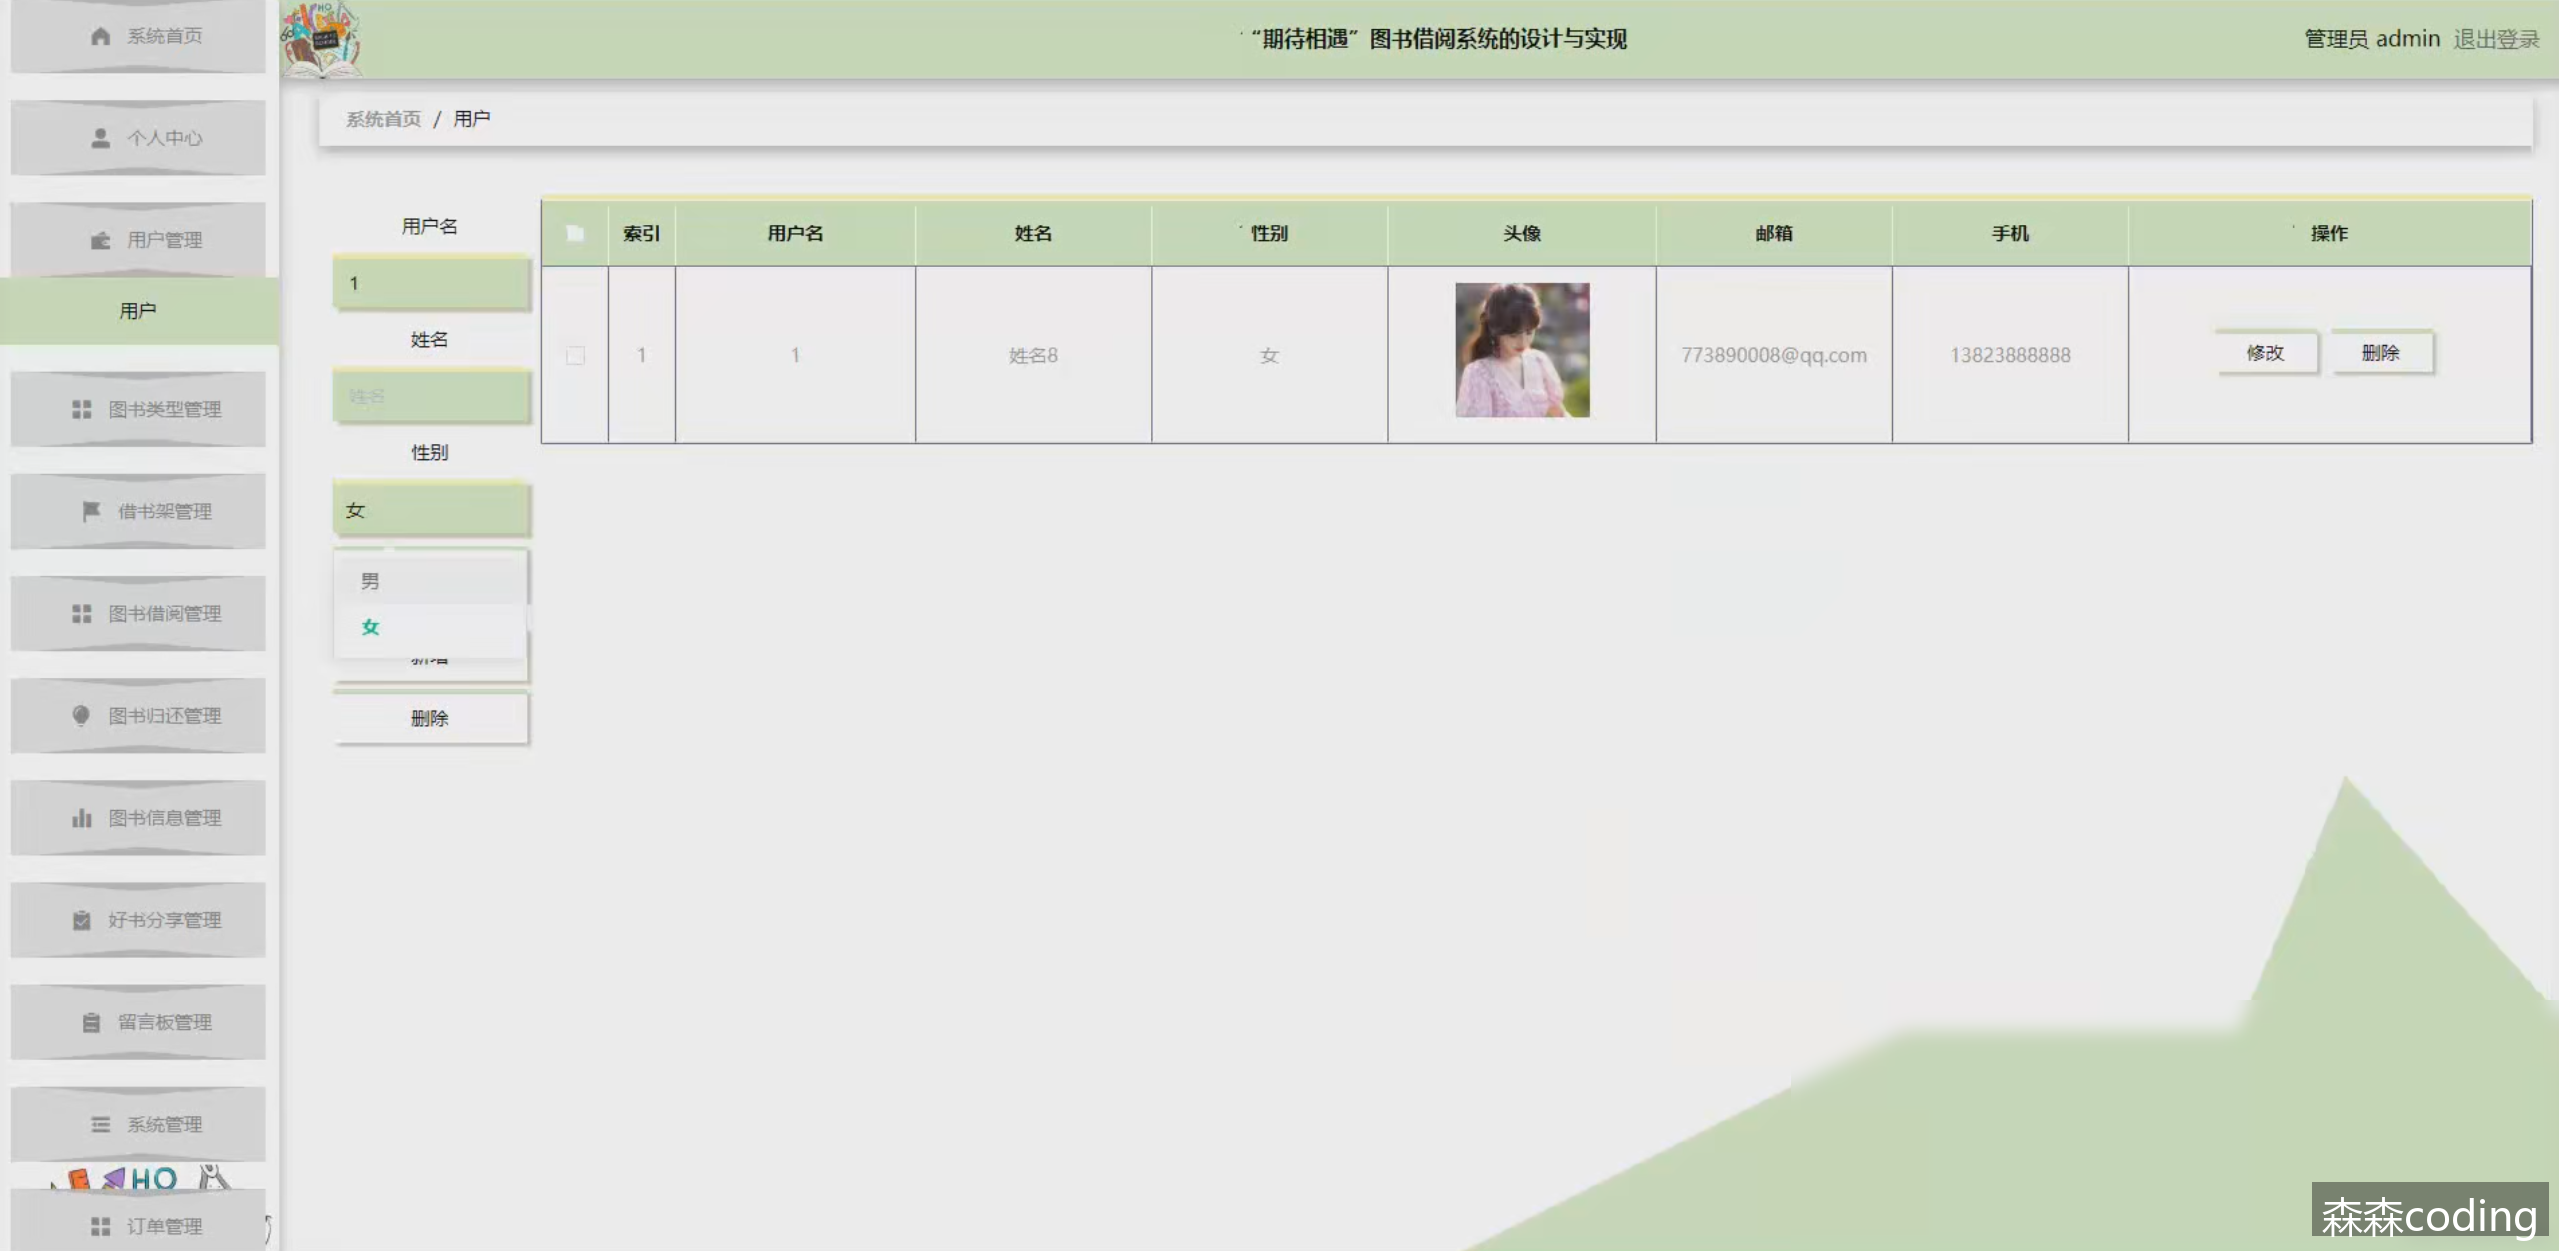 系统首页
个人中心
用户管理
用户
图书类型管理
借书架管理
图书借阅管理
图书归还管理
图书信息管理
好书分享管理
留言板管理
系统管理
HO
订单管理
“期待相遇”图书借阅系统的设计与实现
管理员 admin 退出登录
系统首页 / 用户
用户名
1
姓名
姓名
性别
女
男
女
新增
删除
索引 用户名 姓名 性别 头像 邮箱 手机 操作
1 1 姓名8 女 773890008@qq.com 13823888888 修改 删除
森森coding